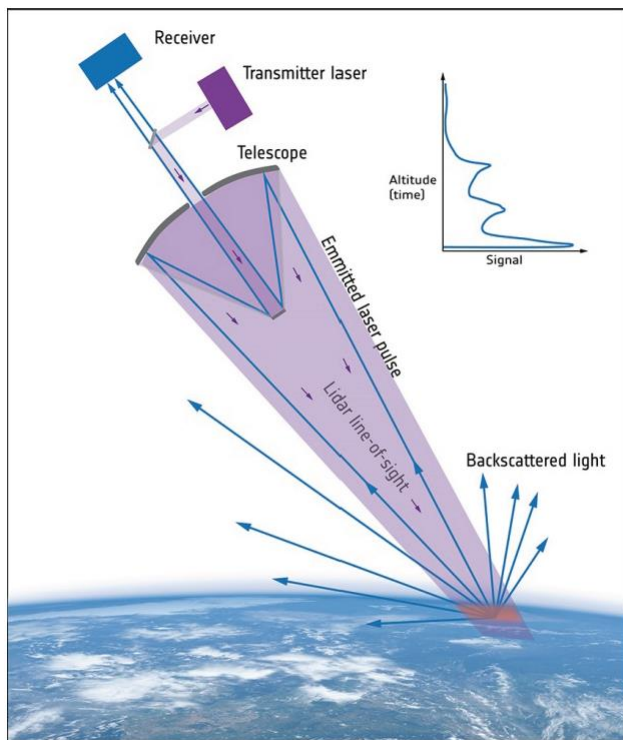 Receiver
Transmitter laser
Telescope
Altitude
(time)
Signal
Emmitted laser pulse
Lidar line-of-sight
Backscattered light